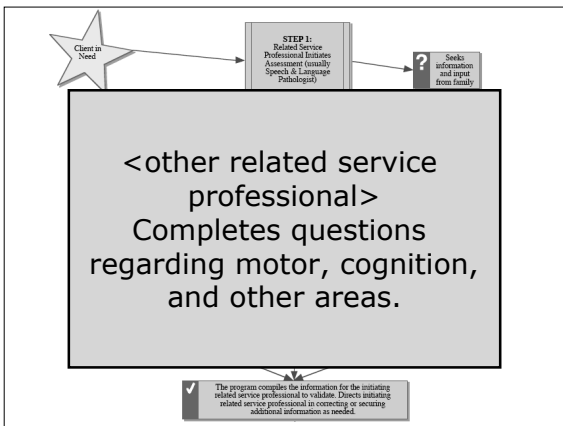 Client in
Need
STEP 1:
Related Service
Professional Initiates
Assessment (usually
Speech & Language
Pathologist)
?
Seeks
information
and input
from family
<other related service
professional>
Completes questions
regarding motor, cognition,
and other areas.
The program compiles the information for the initiating
related service professional to validate. Directs initiating
related service professional in correcting or securing
additional information as needed.